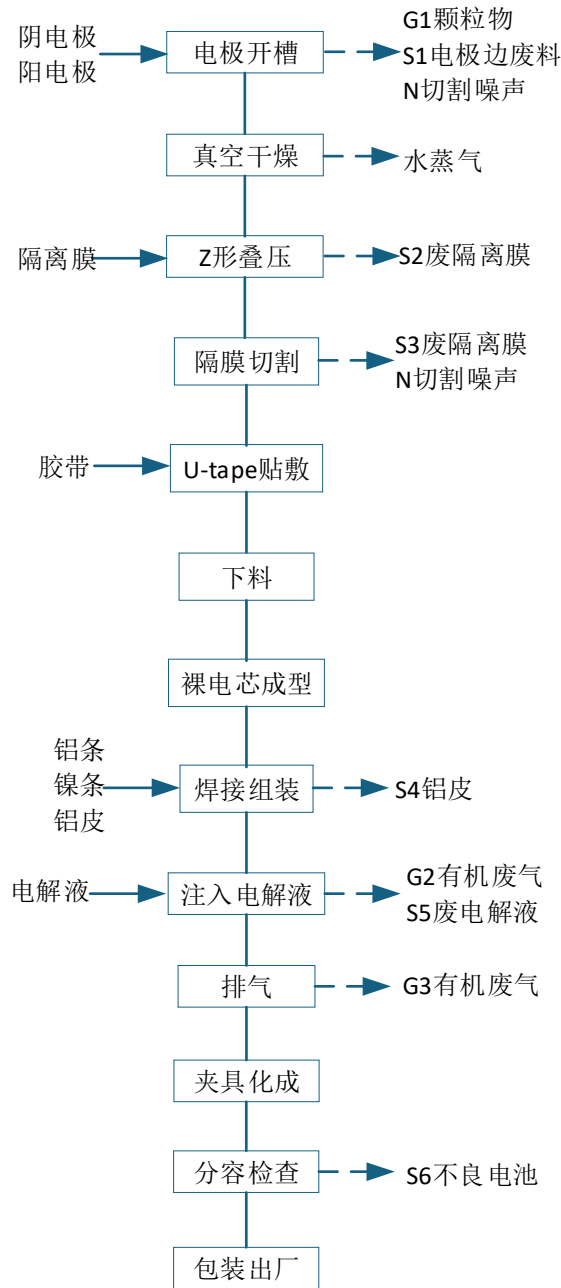 阴电极
阳电极
电极开槽
G1颗粒物
S1电极边废料
N切割噪声
真空干燥
水蒸气
隔离膜
Z形叠压
S2废隔离膜
隔膜切割
S3废隔离膜
N切割噪声
胶带
U-tape贴敷
下料
裸电芯成型
铝条
镍条
铝皮
焊接组装
S4铝皮
电解液
注入电解液
G2有机废气
S5废电解液
排气
G3有机废气
夹具化成
分容检查
S6不良电池
包装出厂